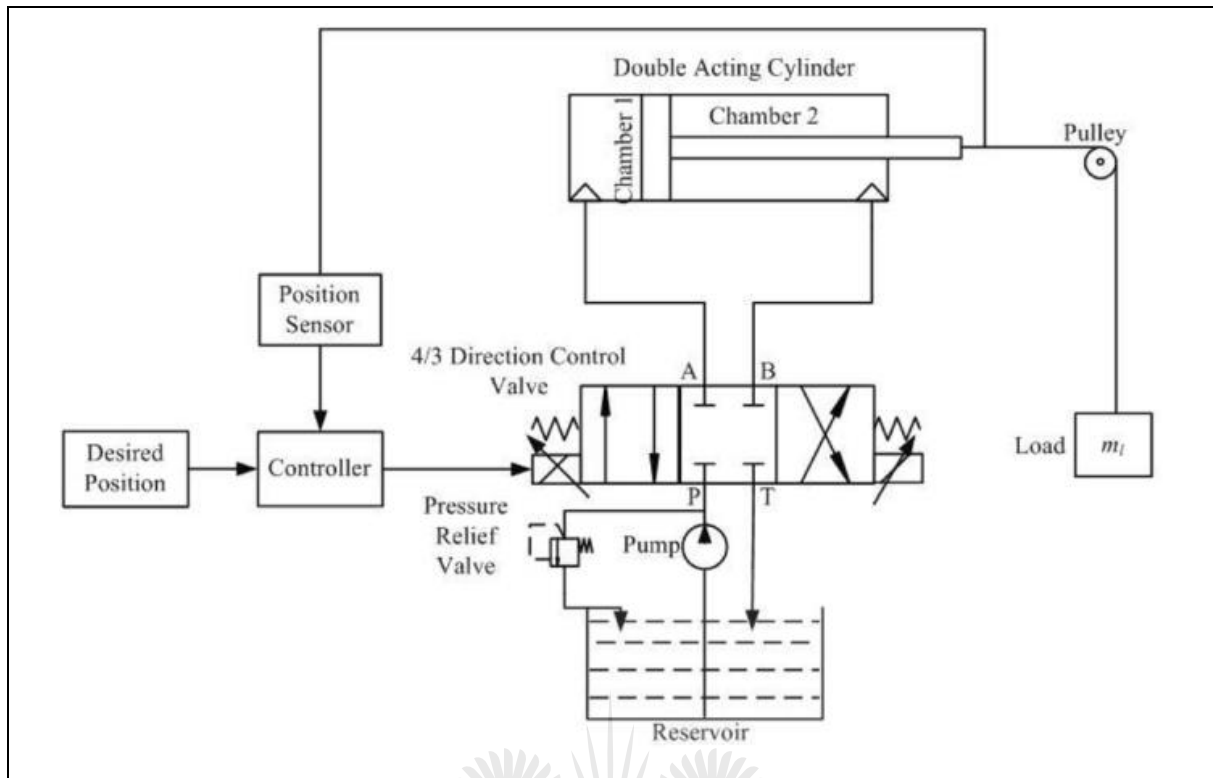 Double Acting Cylinder
Chamber 1
Chamber 2
Pulley
Position
Sensor
4/3 Direction Control
Valve
A
B
Desired
Position
Controller
Load
m_l
P
T
Pressure
Relief
Valve
Pump
Reservoir